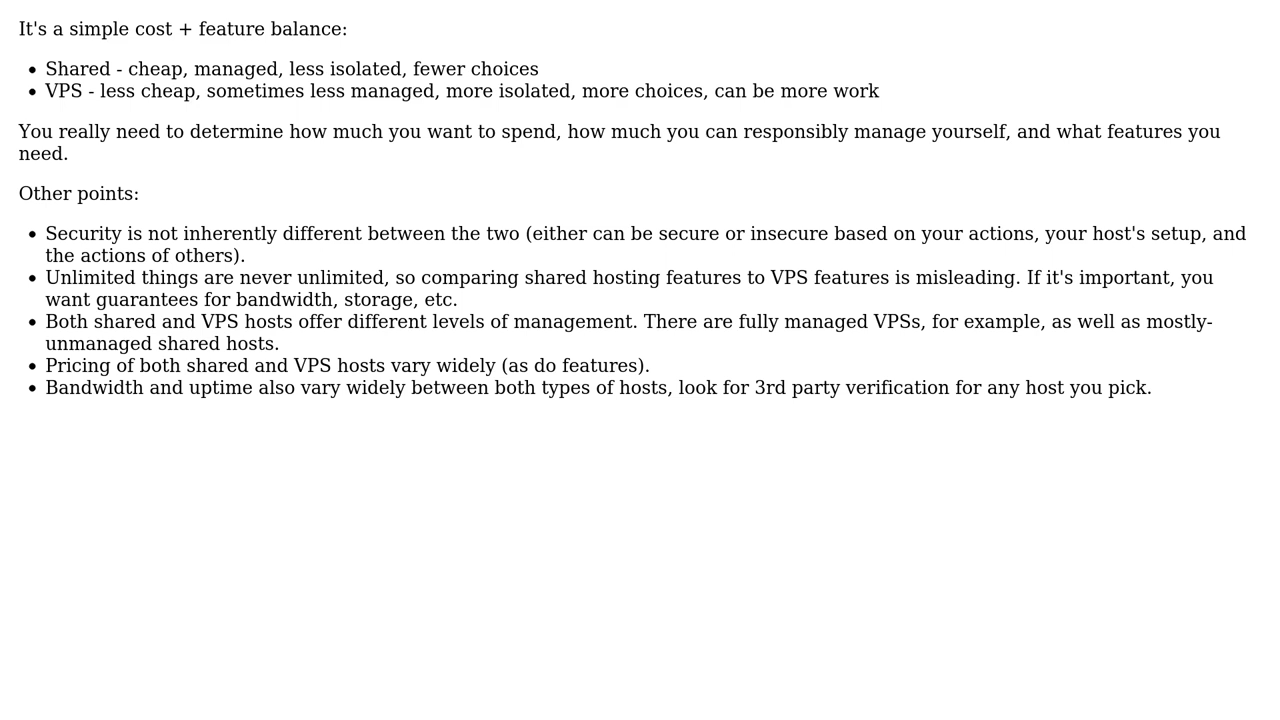 It's a simple cost + feature balance:
• Shared - cheap, managed, less isolated, fewer choices
• VPS - less cheap, sometimes less managed, more isolated, more choices, can be more work
You really need to determine how much you want to spend, how much you can responsibly manage yourself, and what features you
need.
Other points:
• Security is not inherently different between the two (either can be secure or insecure based on your actions, your host's setup, and
the actions of others).
• Unlimited things are never unlimited, so comparing shared hosting features to VPS features is misleading. If it's important, you
want guarantees for bandwidth, storage, etc.
• Both shared and VPS hosts offer different levels of management. There are fully managed VPSs, for example, as well as mostly-
unmanaged shared hosts.
• Pricing of both shared and VPS hosts vary widely (as do features).
• Bandwidth and uptime also vary widely between both types of hosts, look for 3rd party verification for any host you pick.